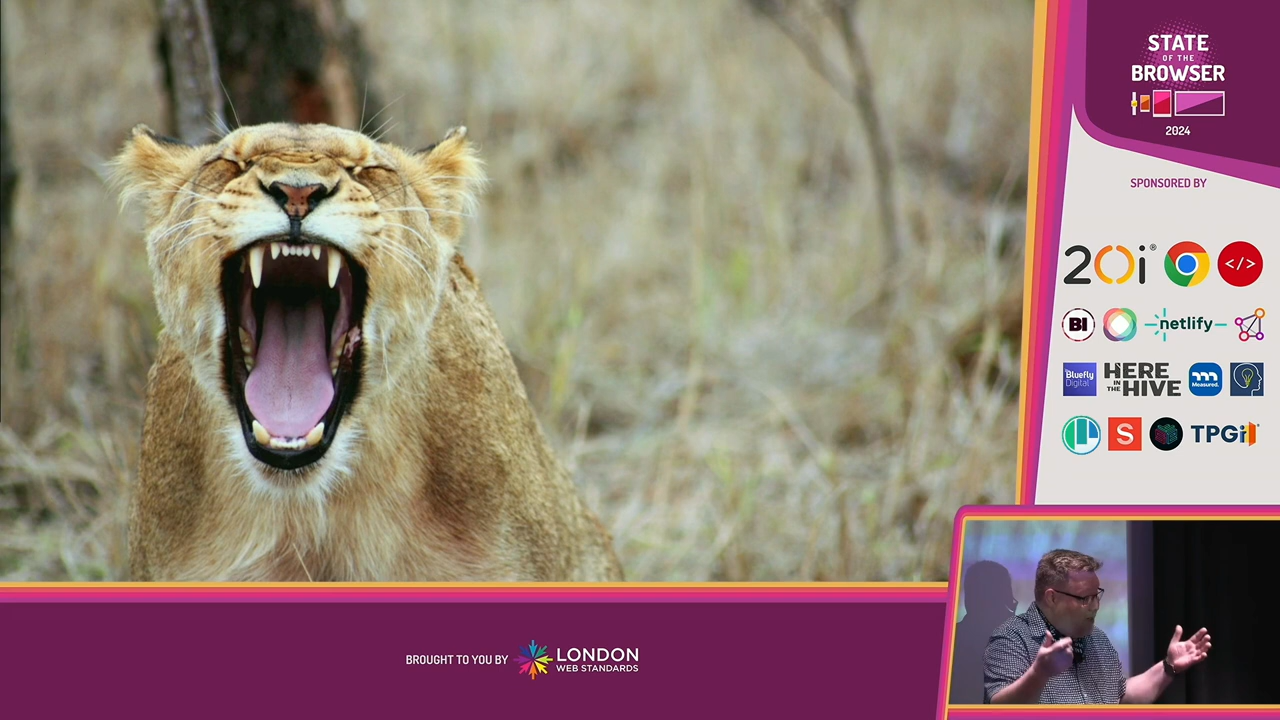 STATE
OF THE
BROWSER
2024
SPONSORED BY
20i®
</>
BI
netlify
Bluefly
Digital
HERE
IN THE
HIVE
m
Measured.
S
TPGi
BROUGHT TO YOU BY
LONDON
WEB STANDARDS